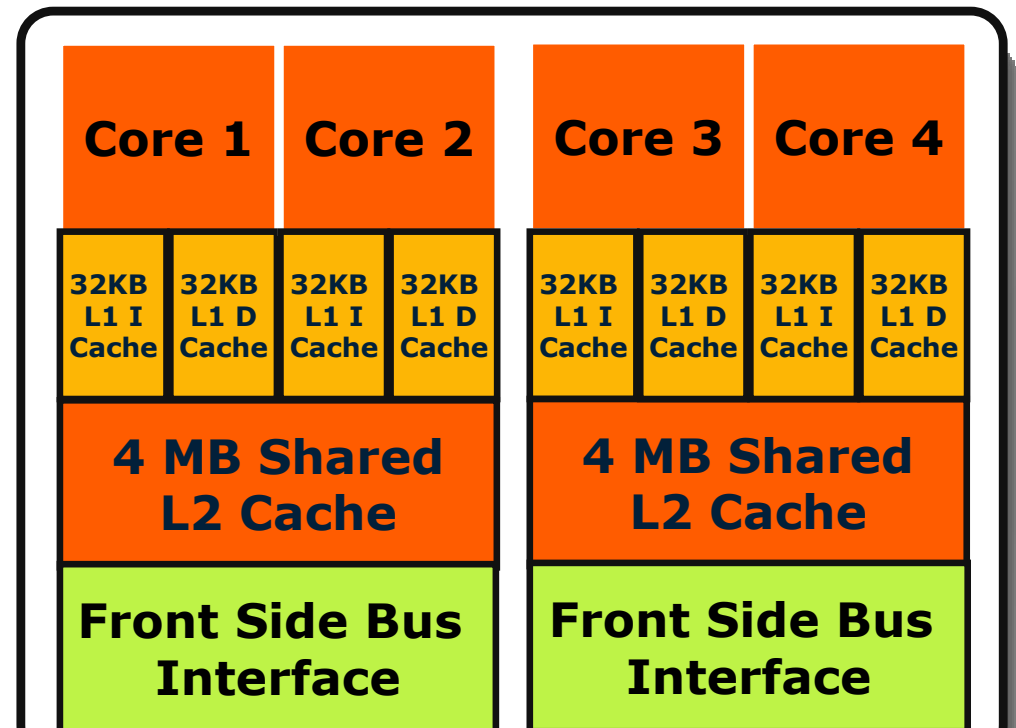 Core 1
Core 2
Core 3
Core 4
32KB
L1 I
Cache
32KB
L1 D
Cache
32KB
L1 I
Cache
32KB
L1 D
Cache
32KB
L1 I
Cache
32KB
L1 D
Cache
32KB
L1 I
Cache
32KB
L1 D
Cache
4 MB Shared
L2 Cache
4 MB Shared
L2 Cache
Front Side Bus
Interface
Front Side Bus
Interface